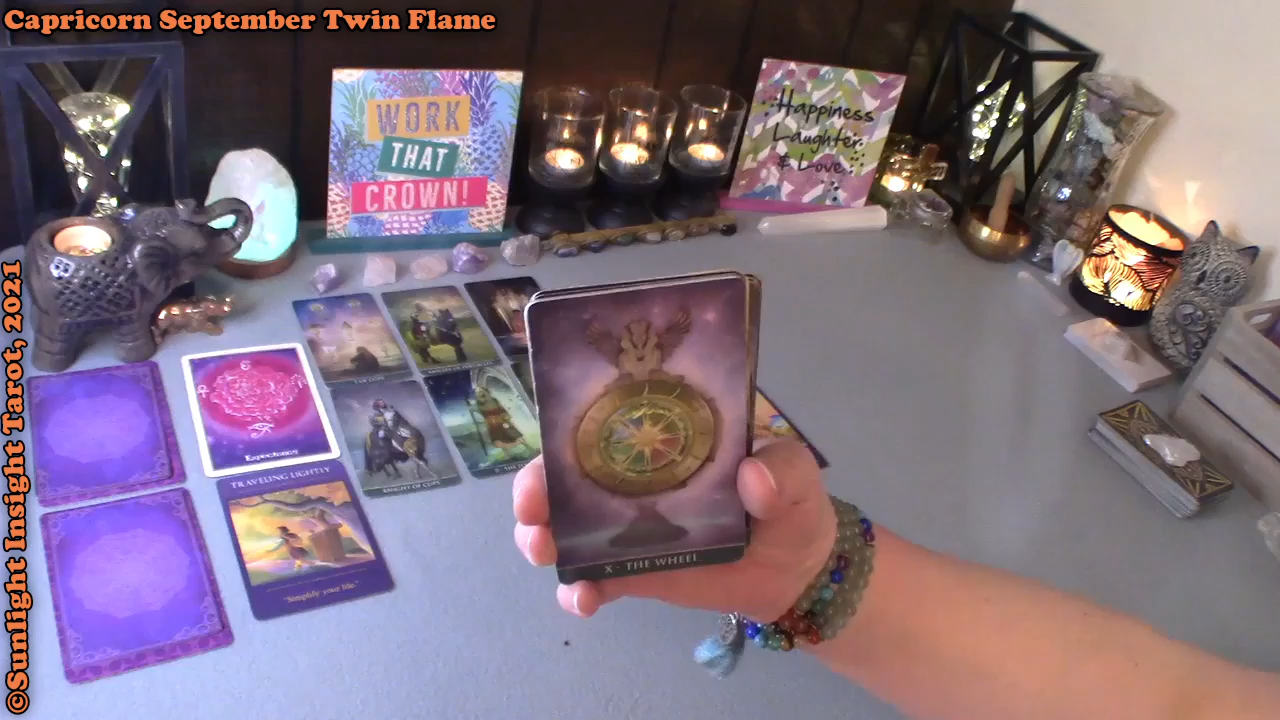 Capricorn September Twin Flame
©Sunlight Insight Tarot, 2021
WORK
THAT
CROWN!
Happiness
Laughter
& Love.
Expectancy
TRAVELING LIGHTLY
"Simplify your life."
KNIGHT OF CUPS
X - THE WHEEL